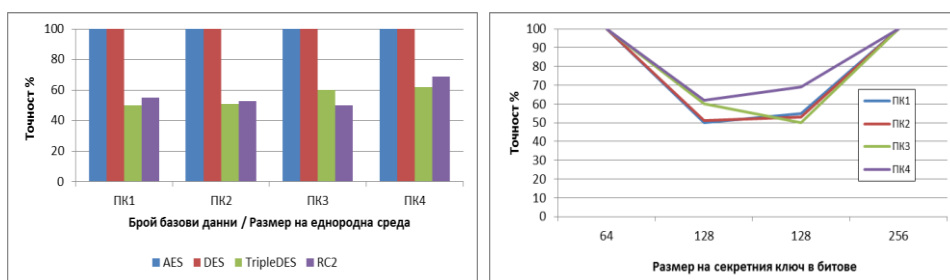 Точност %
100
80
60
40
20
0
ПК1 ПК2 ПК3 ПК4
Брой базови данни / Размер на еднородна среда
AES DES TripleDES RC2
Точност %
100
90
80
70
60
50
40
30
20
10
0
64 128 128 256
Размер на секретния ключ в битове
ПК1
ПК2
ПК3
ПК4